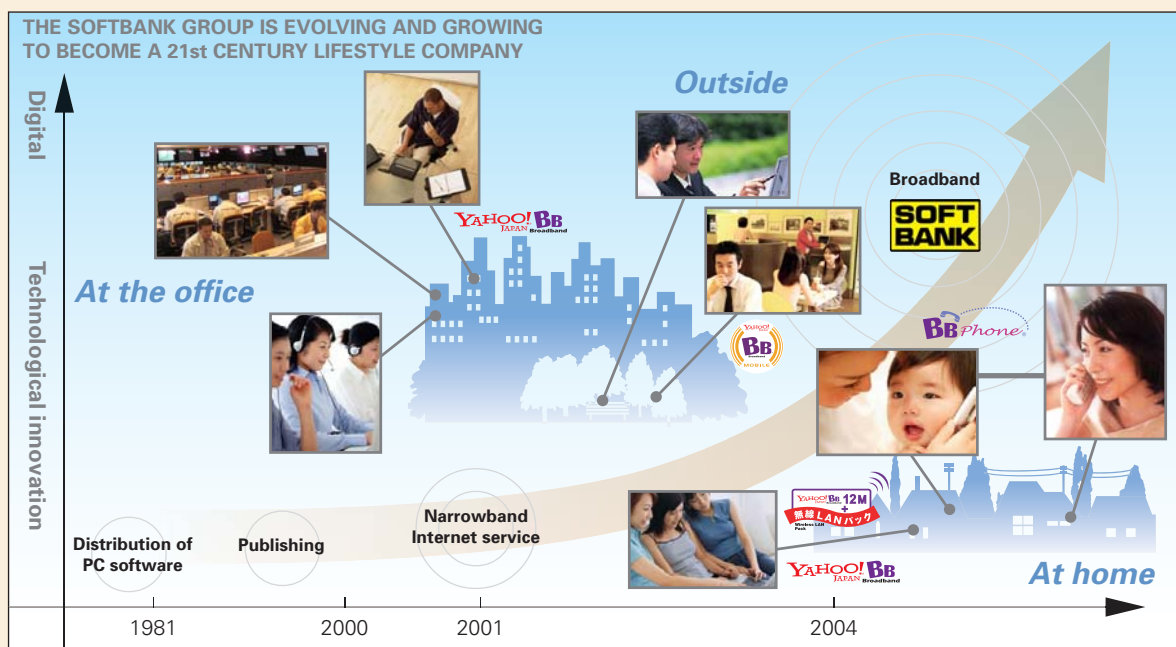 THE SOFTBANK GROUP IS EVOLVING AND GROWING
TO BECOME A 21st CENTURY LIFESTYLE COMPANY
Digital
Technological innovation
At the office
Outside
YAHOO! BB
JAPAN Broadband
Broadband
SOFT
BANK
YAHOO!
BB
MOBILE
BB Phone
Narrowband
Internet service
Distribution of
PC software
Publishing
YAHOO! BB 12M
+
無線LANパック
Wireless LAN
Pack
YAHOO! BB
JAPAN Broadband
At home
1981
2000
2001
2004